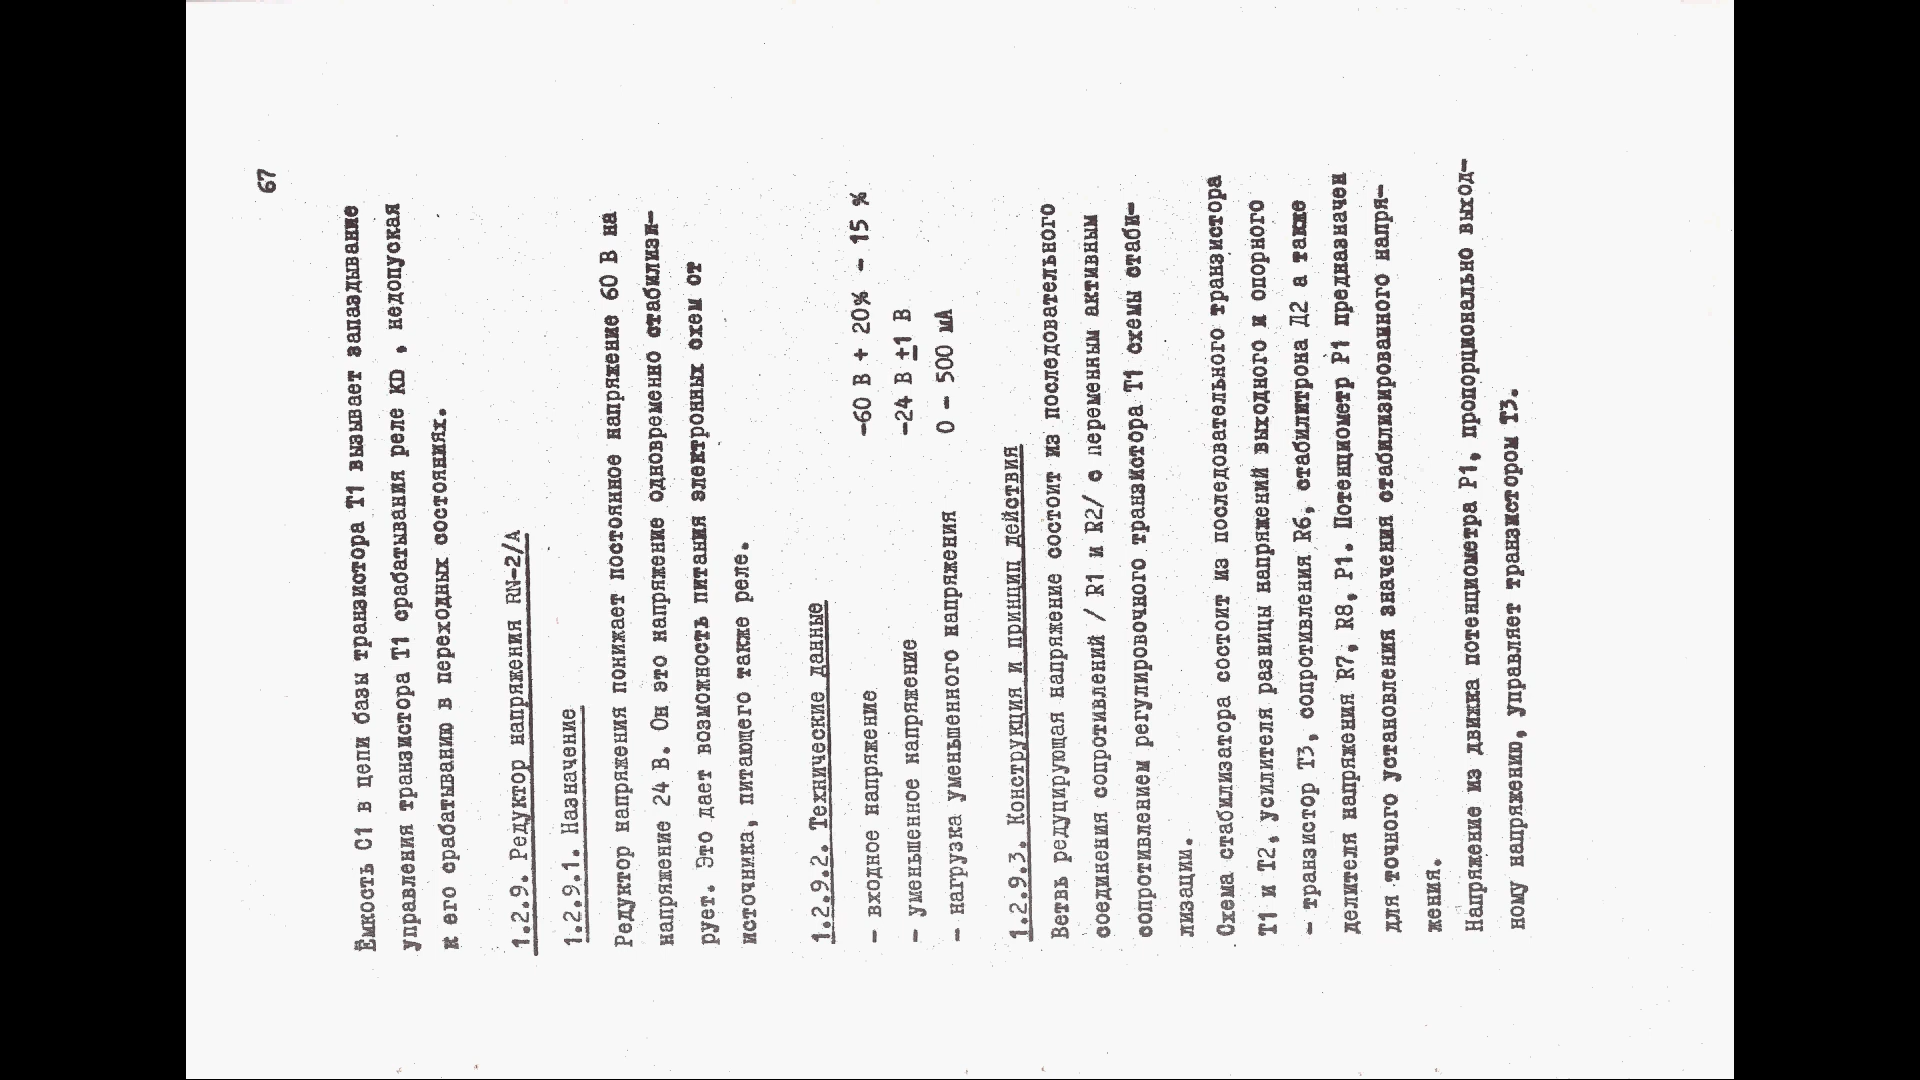 67
Ёмкость С1 в цепи базы транзистора Т1 вызывает запаздывание
управления транзистора Т1 срабатывания реле KD , недопуская
к его срабатыванию в переходных состояниях.
1.2.9. Редуктор напряжения RN-2/A
1.2.9.1. Назначение
Редуктор напряжения понижает постоянное напряжение 60 В на
напряжение 24 В. Он это напряжение одновременно стабилизи-
рует. Это дает возможность питания электронных схем от
источника, питающего также реле.
1.2.9.2. Технические данные
- входное напряжение -60 В + 20% - 15 %
- уменьшенное напряжение -24 В ±1 В
- нагрузка уменьшенного напряжения 0 - 500 мА
1.2.9.3. Конструкция и принцип действия
Ветвь редуцирующая напряжение состоит из последовательного
соединения сопротивлений / R1 и R2/ с переменным активным
сопротивлением регулировочного транзистора Т1 схемы стаби-
лизации.
Схема стабилизатора состоит из последовательного транзистора
Т1 и Т2, усилителя разницы напряжений выходного и опорного
- транзистор Т3, сопротивления R6, стабилитрона Д2 а также
делителя напряжения R7, R8, P1. Потенциометр P1 предназначен
для точного установления значения стабилизированного напря-
жения.
Напряжение из движка потенциометра P1, пропорционально выход-
ному напряжению, управляет транзистором Т3.